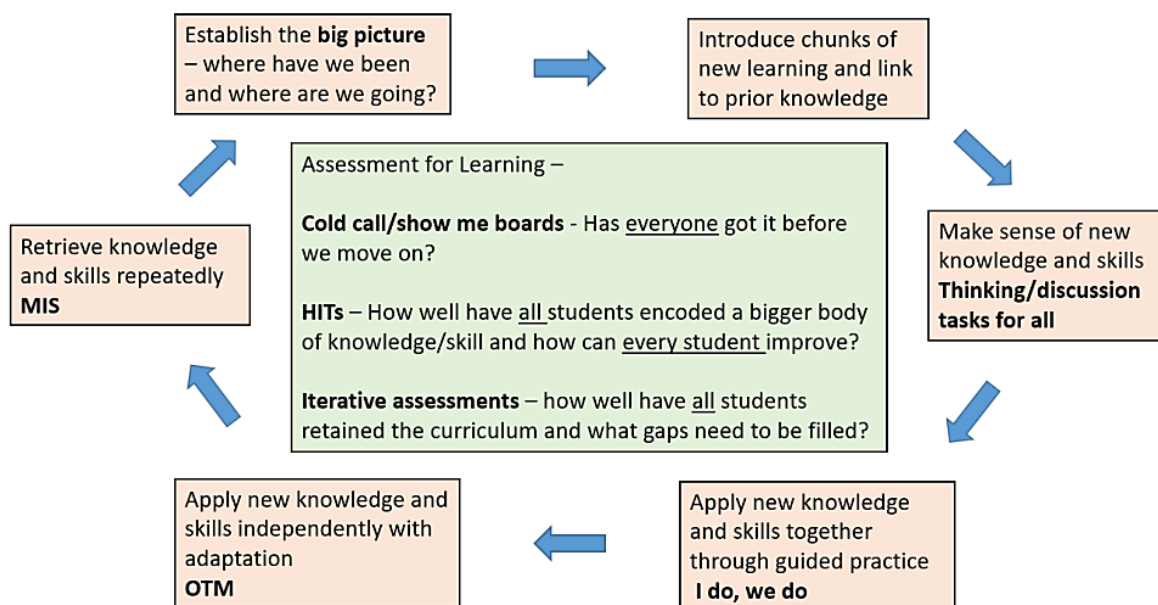 Establish the big picture
– where have we been
and where are we going?
Introduce chunks of
new learning and link
to prior knowledge
Make sense of new
knowledge and skills
Thinking/discussion
tasks for all
Apply new knowledge
and skills together
through guided practice
I do, we do
Apply new knowledge and
skills independently with
adaptation
OTM
Retrieve knowledge
and skills repeatedly
MIS
Assessment for Learning –
Cold call/show me boards - Has everyone got it before
we move on?
HITs – How well have all students encoded a bigger body
of knowledge/skill and how can every student improve?
Iterative assessments – how well have all students
retained the curriculum and what gaps need to be filled?